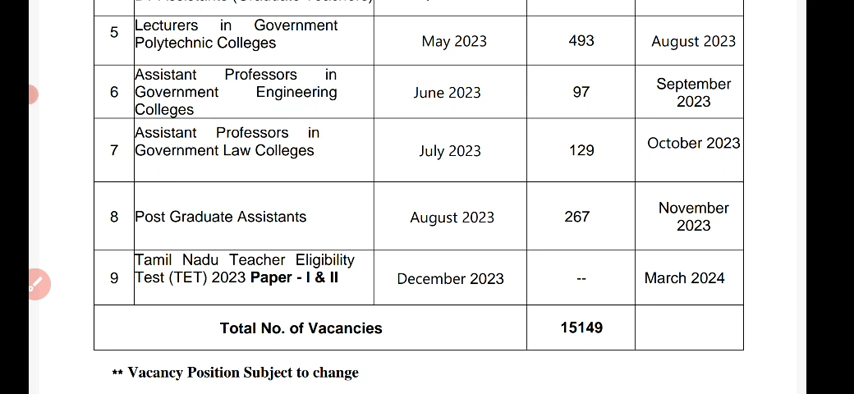 5 Lecturers in Government Polytechnic Colleges May 2023 493 August 2023
6 Assistant Professors in Government Engineering Colleges June 2023 97 September 2023
7 Assistant Professors in Government Law Colleges July 2023 129 October 2023
8 Post Graduate Assistants August 2023 267 November 2023
9 Tamil Nadu Teacher Eligibility Test (TET) 2023 Paper - I & II December 2023 -- March 2024
Total No. of Vacancies 15149
** Vacancy Position Subject to change